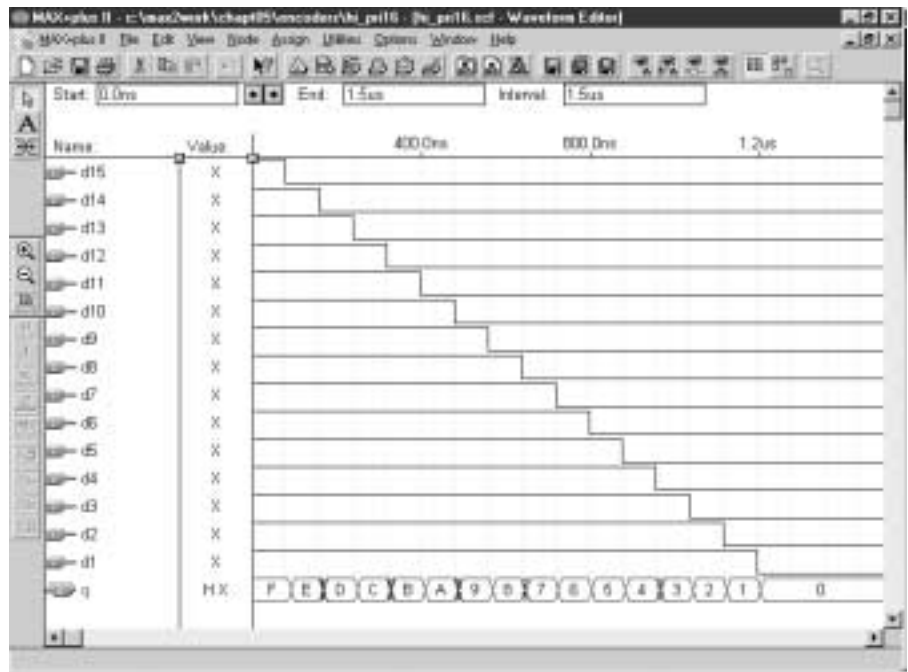 MAX+plus II - c:\max2work\chapt05\encoders\hi_pri16 - [hi_pri16.scf - Waveform Editor]
MAX+plus II File Edit View Node Assign Utilities Options Window Help
Start: 0.0ns End: 1.5us Interval: 1.5us
Name: Value: 400.0ns 800.0ns 1.2us
d15 X
d14 X
d13 X
d12 X
d11 X
d10 X
d9 X
d8 X
d7 X
d6 X
d5 X
d4 X
d3 X
d2 X
d1 X
q H X F E D C B A 9 8 7 6 5 4 3 2 1 0